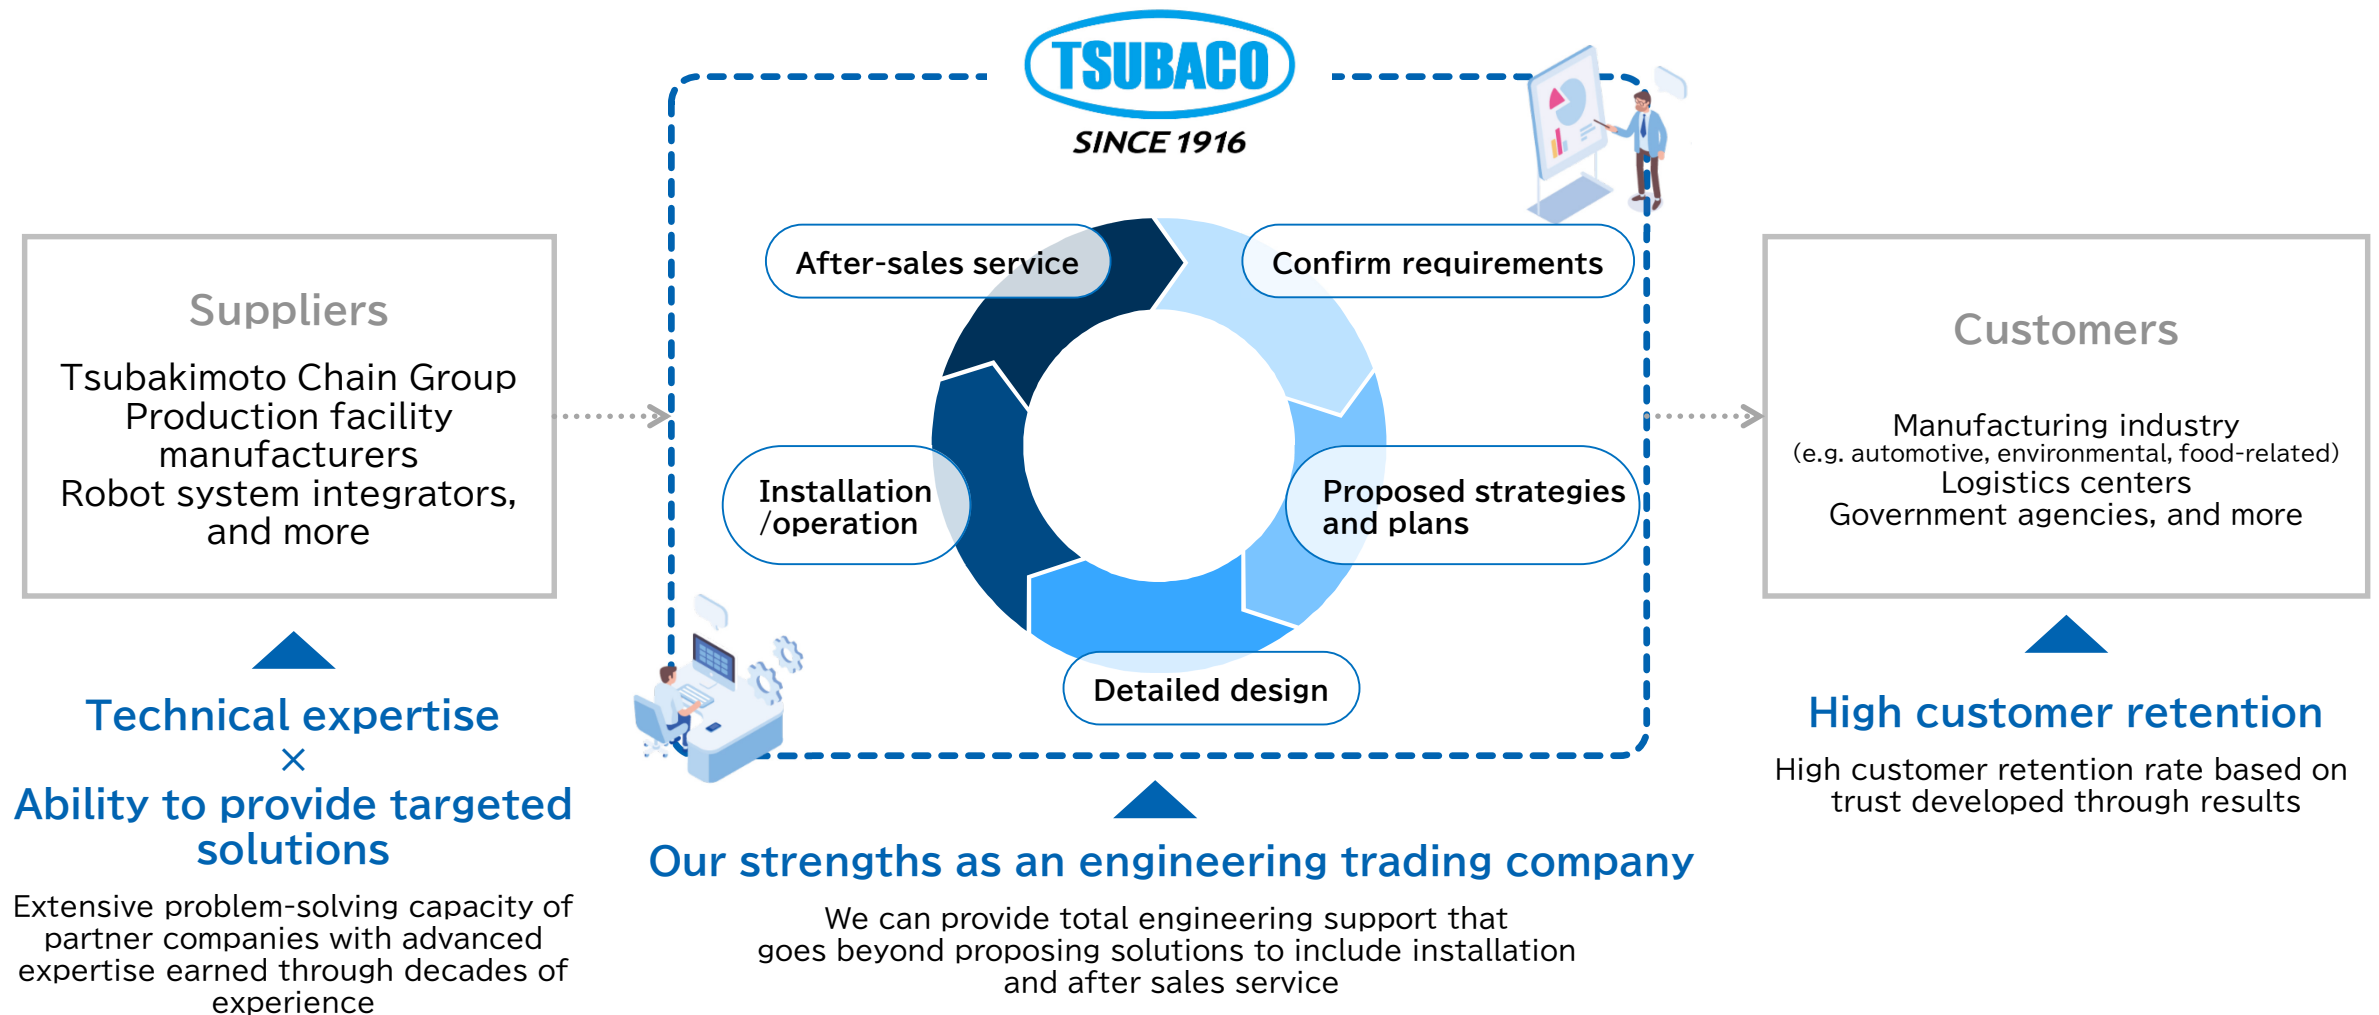 TSUBACO
SINCE 1916
Suppliers
Tsubakimoto Chain Group
Production facility
manufacturers
Robot system integrators,
and more
Technical expertise
×
Ability to provide targeted
solutions
Extensive problem-solving capacity of
partner companies with advanced
expertise earned through decades of
experience
After-sales service
Confirm requirements
Installation
/operation
Proposed strategies
and plans
Detailed design
Our strengths as an engineering trading company
We can provide total engineering support that
goes beyond proposing solutions to include installation
and after sales service
Customers
Manufacturing industry
(e.g. automotive, environmental, food-related)
Logistics centers
Government agencies, and more
High customer retention
High customer retention rate based on
trust developed through results